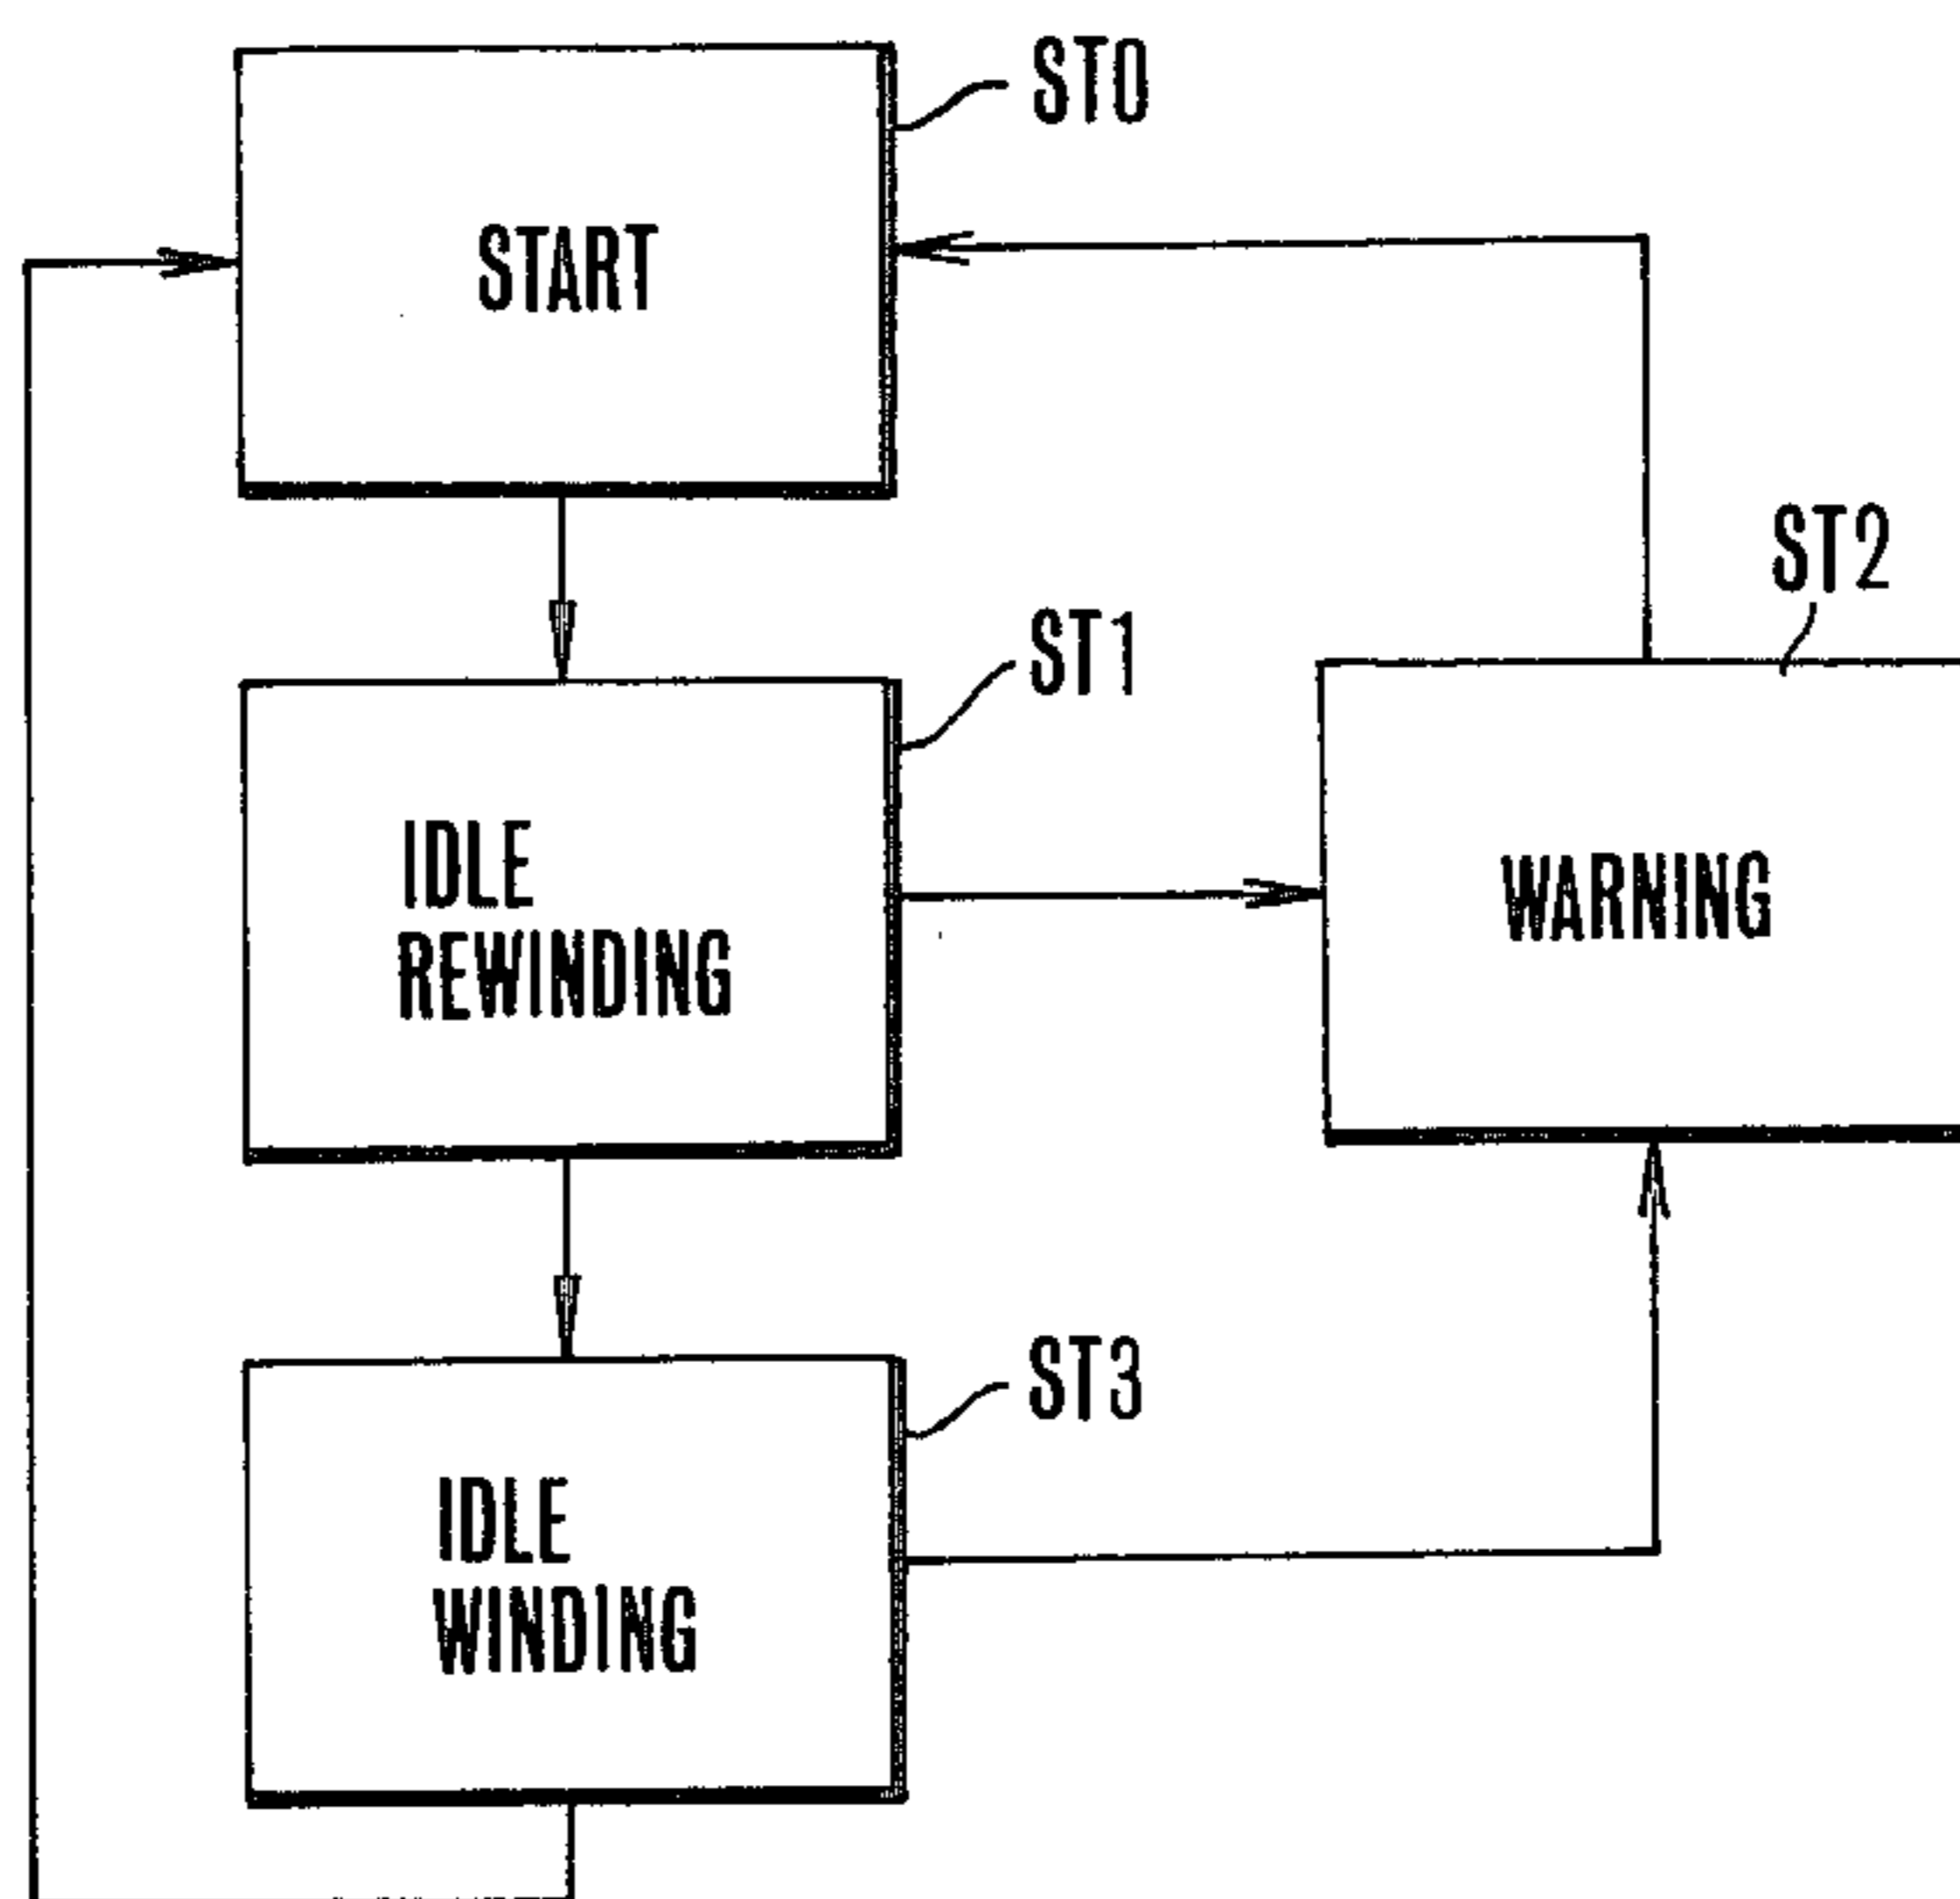 ST0
START
ST2
ST1
IDLE
REWINDING
WARNING
ST3
IDLE
WINDING